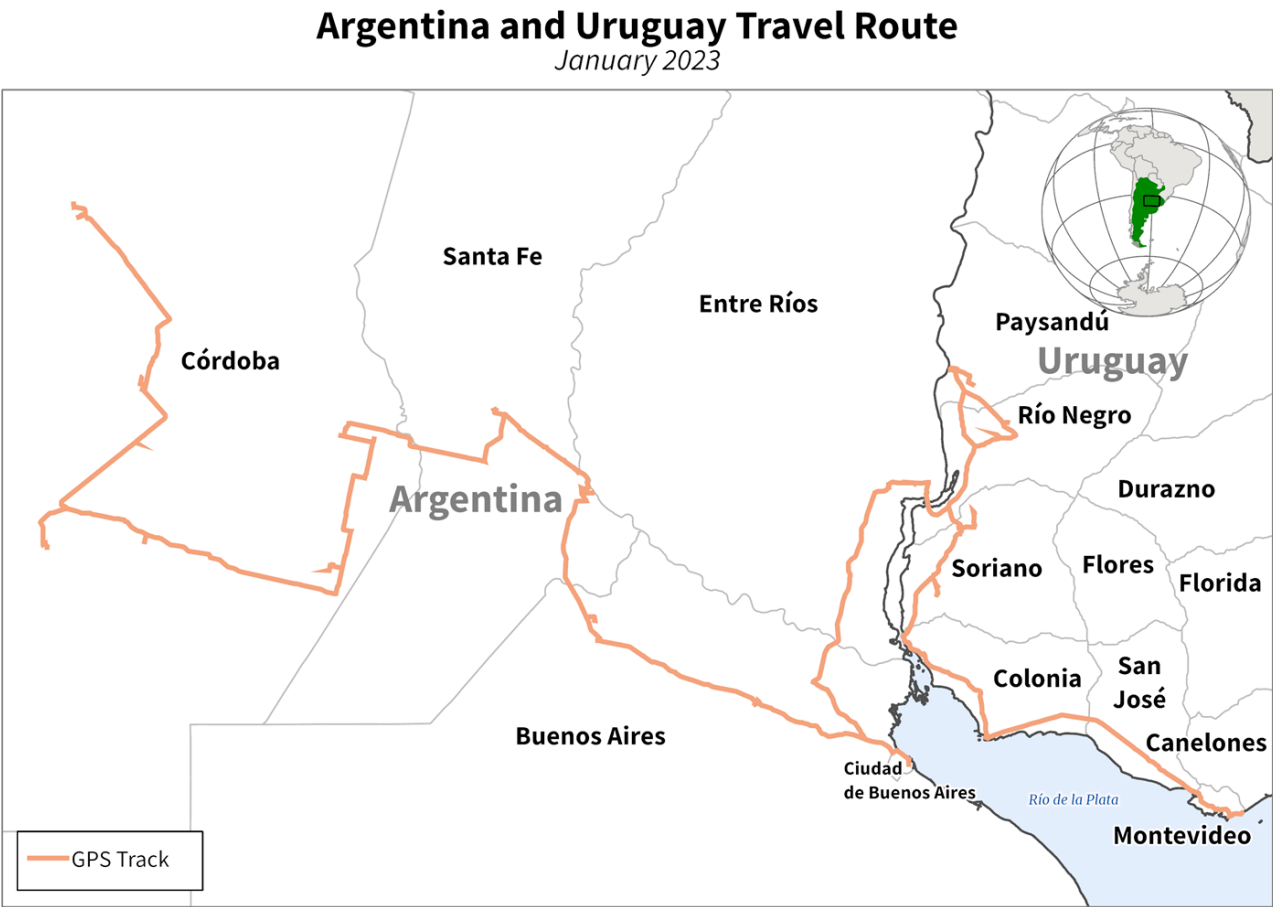 Argentina and Uruguay Travel Route
January 2023
Santa Fe
Entre Ríos
Paysandú
Uruguay
Córdoba
Río Negro
Argentina
Durazno
Soriano
Flores
Florida
Colonia
San
José
Buenos Aires
Canelones
Ciudad
de Buenos Aires
Río de la Plata
Montevideo
GPS Track